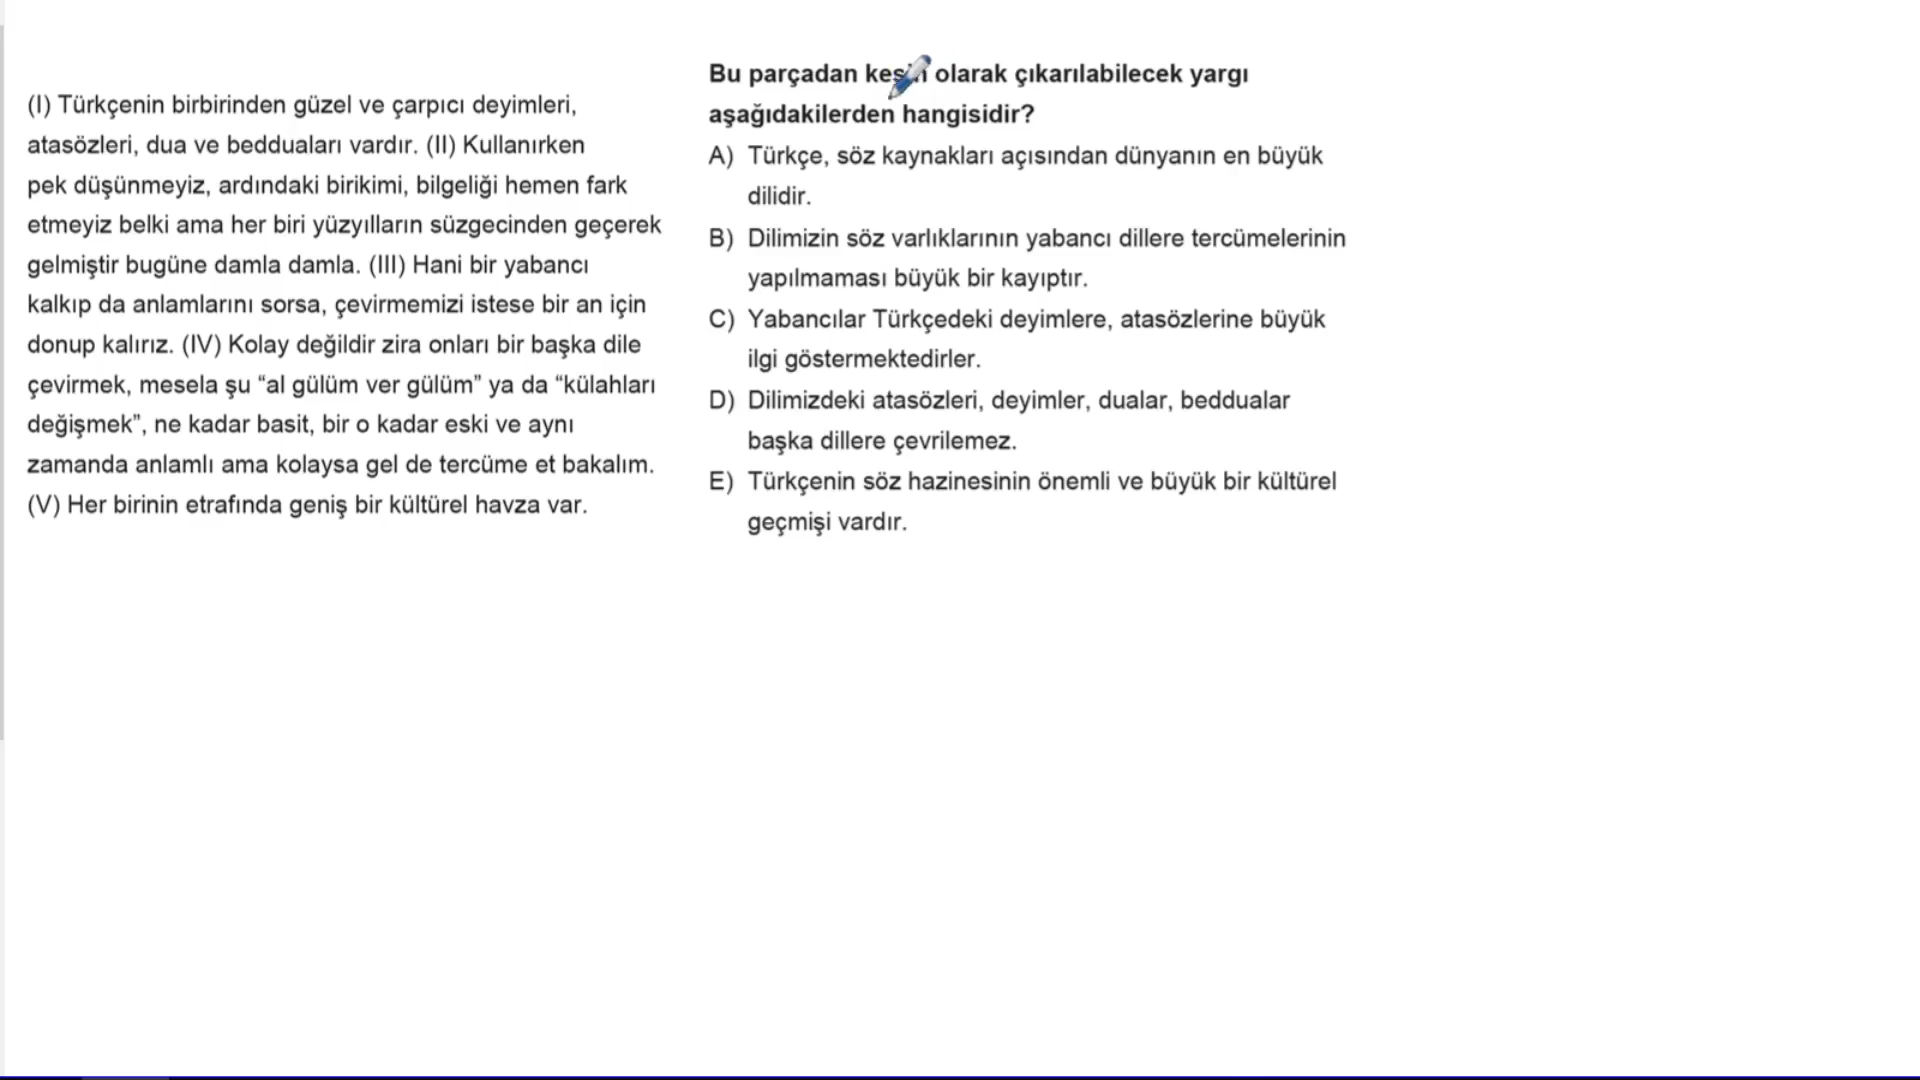 (I) Türkçenin birbirinden güzel ve çarpıcı deyimleri,
atasözleri, dua ve bedduaları vardır. (II) Kullanırken
pek düşünmeyiz, ardındaki birikimi, bilgeliği hemen fark
etmeyiz belki ama her biri yüzyılların süzgecinden geçerek
gelmiştir bugüne damla damla. (III) Hani bir yabancı
kalkıp da anlamlarını sorsa, çevirmemizi istese bir an için
donup kalırız. (IV) Kolay değildir zira onları bir başka dile
çevirmek, mesela şu “al gülüm ver gülüm” ya da “külahları
değişmek”, ne kadar basit, bir o kadar eski ve aynı
zamanda anlamlı ama kolaysa gel de tercüme et bakalım.
(V) Her birinin etrafında geniş bir kültürel havza var.
Bu parçadan kesin olarak çıkarılabilecek yargı
aşağıdakilerden hangisidir?
A) Türkçe, söz kaynakları açısından dünyanın en büyük
dilidir.
B) Dilimizin söz varlıklarının yabancı dillere tercümelerinin
yapılmaması büyük bir kayıptır.
C) Yabancılar Türkçedeki deyimlere, atasözlerine büyük
ilgi göstermektedirler.
D) Dilimizdeki atasözleri, deyimler, dualar, beddualar
başka dillere çevrilemez.
E) Türkçenin söz hazinesinin önemli ve büyük bir kültürel
geçmişi vardır.